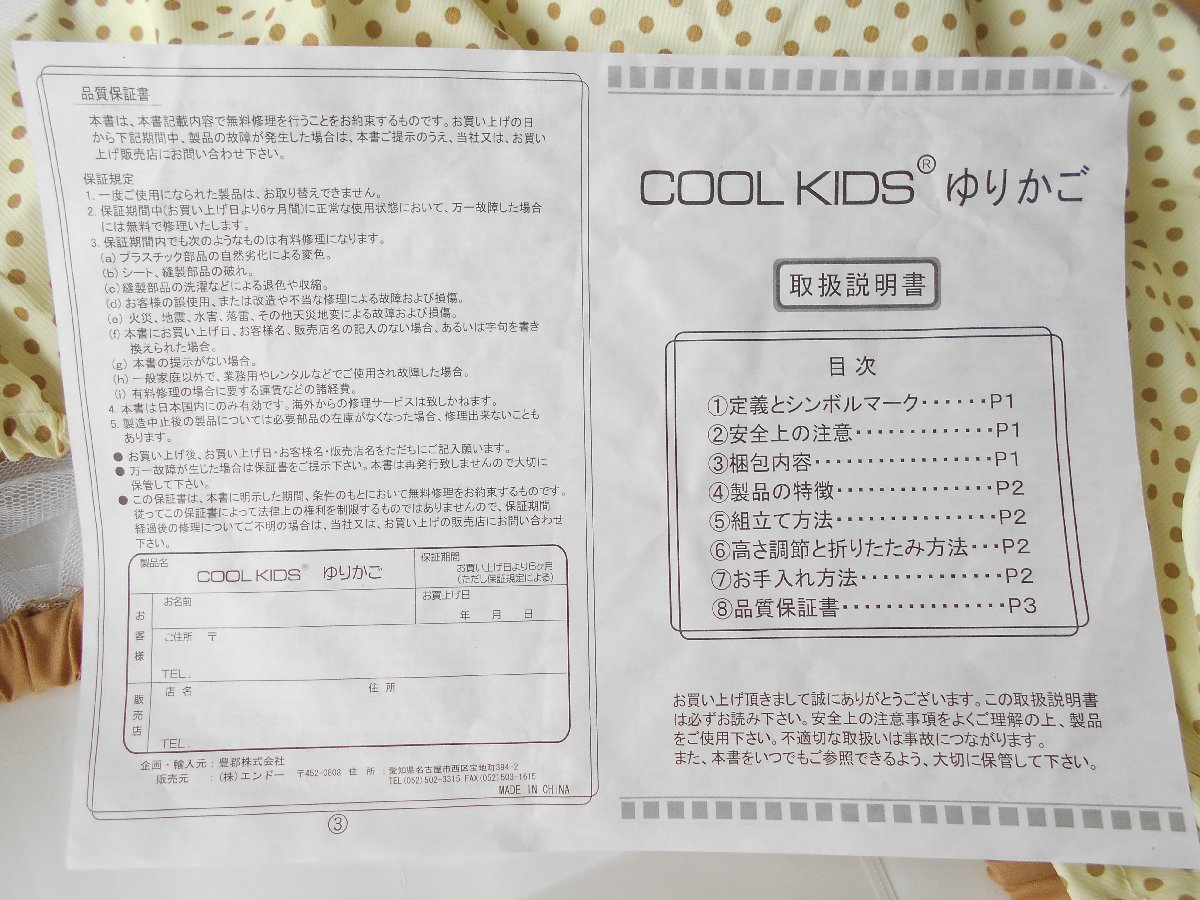 品質保証書
本書は、本書記載内容で無料修理を行うことをお約束するものです。お買い上げの日
から下記期間中、製品の故障が発生した場合は、本書ご提示のうえ、当社又は、お買い
上げ販売店にお問い合わせ下さい。
保証規定
1. 一度ご使用になられた製品は、お取り替えできません。
2. 保証期間中(お買い上げ日より6ヶ月間)に正常な使用状態において、万一故障した場合
には無料で修理いたします。
3. 保証期間内でも次のようなものは有料修理になります。
(a) プラスチック部品の自然劣化による変色。
(b) シート、縫製部品の破れ。
(c) 縫製部品の洗濯などによる退色や収縮。
(d) お客様の誤使用、または改造や不当な修理による故障および損傷。
(e) 火災、地震、水害、落雷、その他天災地変による故障および損傷。
(f) 本書にお買い上げ日、お客様名、販売店名の記入のない場合、あるいは字句を書き
換えられた場合。
(g) 本書の提示がない場合。
(h) 一般家庭以外で、業務用やレンタルなどでご使用され故障した場合。
(i) 有料修理の場合に要する運賃などの諸経費。
4. 本書は日本国内にのみ有効です。海外からの修理サービスは致しかねます。
5. 製造中止後の製品については必要部品の在庫がなくなった場合、修理出来ないことも
あります。
● お買い上げ後、お買い上げ日・お客様名・販売店名をただちにご記入願います。
● 万一故障が生じた場合は保証書をご提示下さい。本書は再発行致しませんので大切に
保管して下さい。
● この保証書は、本書に明示した期間、条件のもとにおいて無料修理をお約束するものです。
従ってこの保証書によって法律上の権利を制限するものではありませんので、保証期間
経過後の修理についてご不明の場合は、当社又は、お買い上げの販売店にお問い合わせ
下さい。
製品名
COOL KIDS® ゆりかご
保証期間
お買い上げ日より6ヶ月
(ただし保証規定による)
お客様
お名前
お買上げ日
年 月 日
ご住所 〒
TEL.
販売店
店名 住所
TEL.
企画・輸入元:豊郡株式会社
販売元 :(株)エンドー 〒452-0808 住 所 :愛知県名古屋市西区宝地町394-2
TEL(052)502-3315 FAX(052)503-1615
MADE IN CHINA
③
COOL KIDS® ゆりかご
取扱説明書
目次
①定義とシンボルマーク‥‥‥P1
②安全上の注意‥‥‥‥‥‥‥P1
③梱包内容‥‥‥‥‥‥‥‥‥P1
④製品の特徴‥‥‥‥‥‥‥‥P2
⑤組立て方法‥‥‥‥‥‥‥‥P2
⑥高さ調節と折りたたみ方法‥・P2
⑦お手入れ方法‥‥‥‥‥‥‥P2
⑧品質保証書‥‥‥‥‥‥‥‥P3
お買い上げ頂きまして誠にありがとうございます。この取扱説明書
は必ずお読み下さい。安全上の注意事項をよくご理解の上、製品
をご使用下さい。不適切な取扱いは事故につながります。
また、本書をいつでもご参照できるよう、大切に保管して下さい。